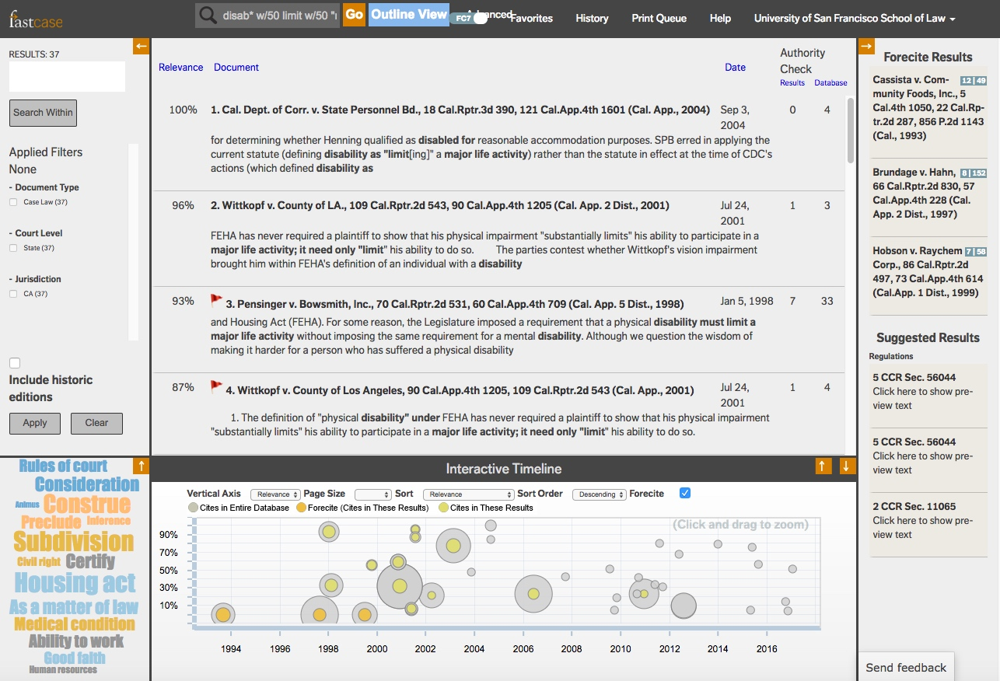 fastcase
disab* w/50 limit w/50 "
Go
Outline View
FC7
Advanced
Favorites
History
Print Queue
Help
University of San Francisco School of Law
RESULTS: 37
Search Within
Applied Filters
None
- Document Type
Case Law (37)
- Court Level
State (37)
- Jurisdiction
CA (37)
Include historic
editions
Apply
Clear
Relevance
Document
Date
Authority
Check
Results
Database
100%
1. Cal. Dept. of Corr. v. State Personnel Bd., 18 Cal.Rptr.3d 390, 121 Cal.App.4th 1601 (Cal. App., 2004)
Sep 3,
2004
0
4
for determining whether Henning qualified as disabled for reasonable accommodation purposes. SPB erred in applying the
current statute (defining disability as "limit[ing]" a major life activity) rather than the statute in effect at the time of CDC's
actions (which defined disability as
96%
2. Wittkopf v. County of LA., 109 Cal.Rptr.2d 543, 90 Cal.App.4th 1205 (Cal. App. 2 Dist., 2001)
Jul 24,
2001
1
3
FEHA has never required a plaintiff to show that his physical impairment "substantially limits" his ability to participate in a
major life activity; it need only "limit" his ability to do so. The parties contest whether Wittkopf's vision impairment
brought him within FEHA's definition of an individual with a disability
93%
3. Pensinger v. Bowsmith, Inc., 70 Cal.Rptr.2d 531, 60 Cal.App.4th 709 (Cal. App. 5 Dist., 1998)
Jan 5, 1998
7
33
and Housing Act (FEHA). For some reason, the Legislature imposed a requirement that a physical disability must limit a
major life activity without imposing the same requirement for a mental disability. Although we question the wisdom of
making it harder for a person who has suffered a physical disability
87%
4. Wittkopf v. County of Los Angeles, 90 Cal.App.4th 1205, 109 Cal.Rptr.2d 543 (Cal. App., 2001)
Jul 24,
2001
1
4
1. The definition of "physical disability" under FEHA has never required a plaintiff to show that his physical impairment
"substantially limits" his ability to participate in a major life activity; it need only "limit" his ability to do so.
Forecite Results
Cassista v. Com-
12 | 49
munity Foods, Inc., 5
Cal.4th 1050, 22 Cal.Rp-
tr.2d 287, 856 P.2d 1143
(Cal., 1993)
Brundage v. Hahn,
8 | 152
66 Cal.Rptr.2d 830, 57
Cal.App.4th 228 (Cal.
App. 2 Dist., 1997)
Hobson v. Raychem
7 | 58
Corp., 86 Cal.Rptr.2d
497, 73 Cal.App.4th 614
(Cal.App. 1 Dist., 1999)
Suggested Results
Regulations
5 CCR Sec. 56044
Click here to show pre-
view text
5 CCR Sec. 56044
Click here to show pre-
view text
2 CCR Sec. 11065
Click here to show pre-
view text
Rules of court
Consideration
Animus
Construe
Preclude
Inference
Subdivision
Civil right
Certify
Housing act
As a matter of law
Medical condition
Ability to work
Good faith
Human resources
Interactive Timeline
Vertical Axis
Relevance
Page Size
Sort
Relevance
Sort Order
Descending
Forecite
Cites in Entire Database
Forecite (Cites in These Results)
Cites in These Results
(Click and drag to zoom)
90%
70%
50%
30%
10%
1994
1996
1998
2000
2002
2004
2006
2008
2010
2012
2014
2016
Send feedback